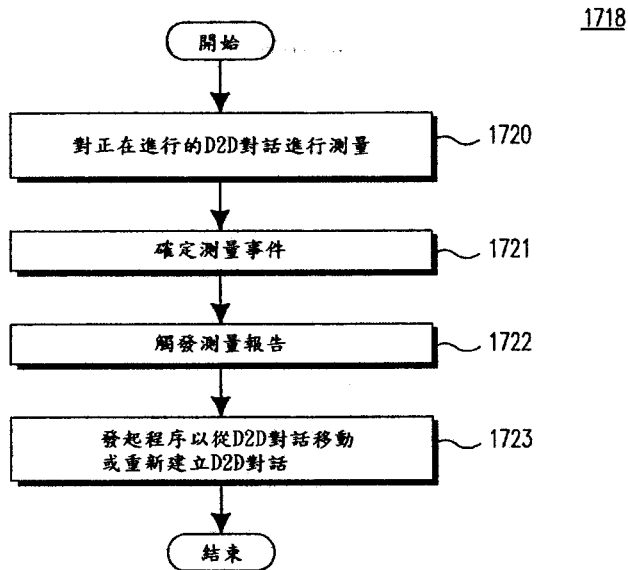 1718
開始
對正在進行的D2D對話進行測量
1720
確定測量事件
1721
觸發測量報告
1722
發起程序以從D2D對話移動
或重新建立D2D對話
1723
結束